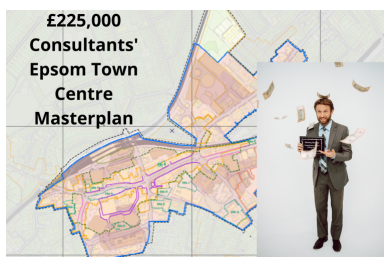 £225,000
Consultants'
Epsom Town
Centre
Masterplan